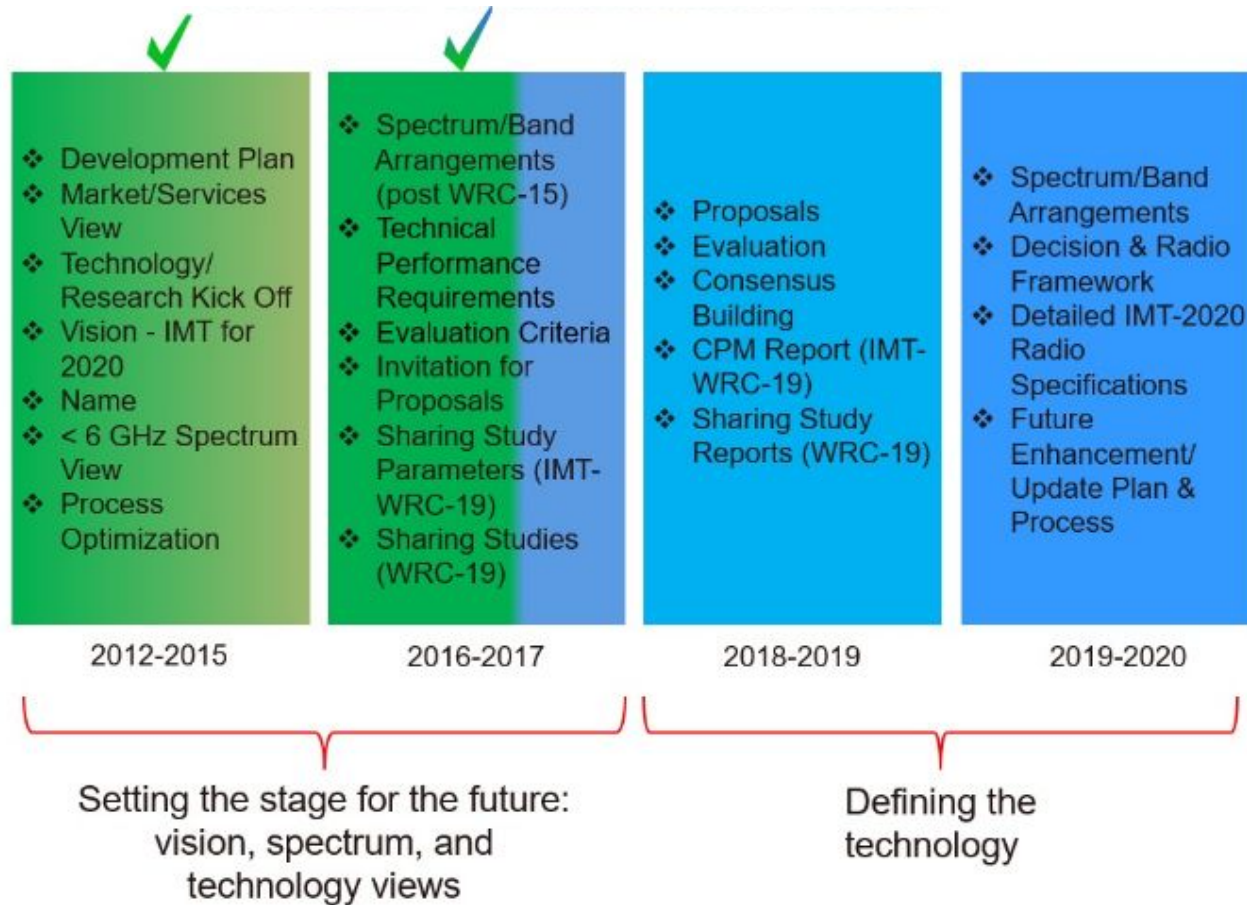 ❖ Development Plan
❖ Market/Services
View
❖ Technology/
Research Kick Off
❖ Vision - IMT for
2020
❖ Name
❖ < 6 GHz Spectrum
View
❖ Process
Optimization
2012-2015
❖ Spectrum/Band
Arrangements
(post WRC-15)
❖ Technical
Performance
Requirements
❖ Evaluation Criteria
❖ Invitation for
Proposals
❖ Sharing Study
Parameters (IMT-
WRC-19)
❖ Sharing Studies
(WRC-19)
2016-2017
❖ Proposals
❖ Evaluation
❖ Consensus
Building
❖ CPM Report (IMT-
WRC-19)
❖ Sharing Study
Reports (WRC-19)
2018-2019
❖ Spectrum/Band
Arrangements
❖ Decision & Radio
Framework
❖ Detailed IMT-2020
Radio
Specifications
❖ Future
Enhancement/
Update Plan &
Process
2019-2020
Setting the stage for the future:
vision, spectrum, and
technology views
Defining the
technology